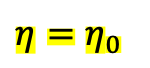 η = η₀